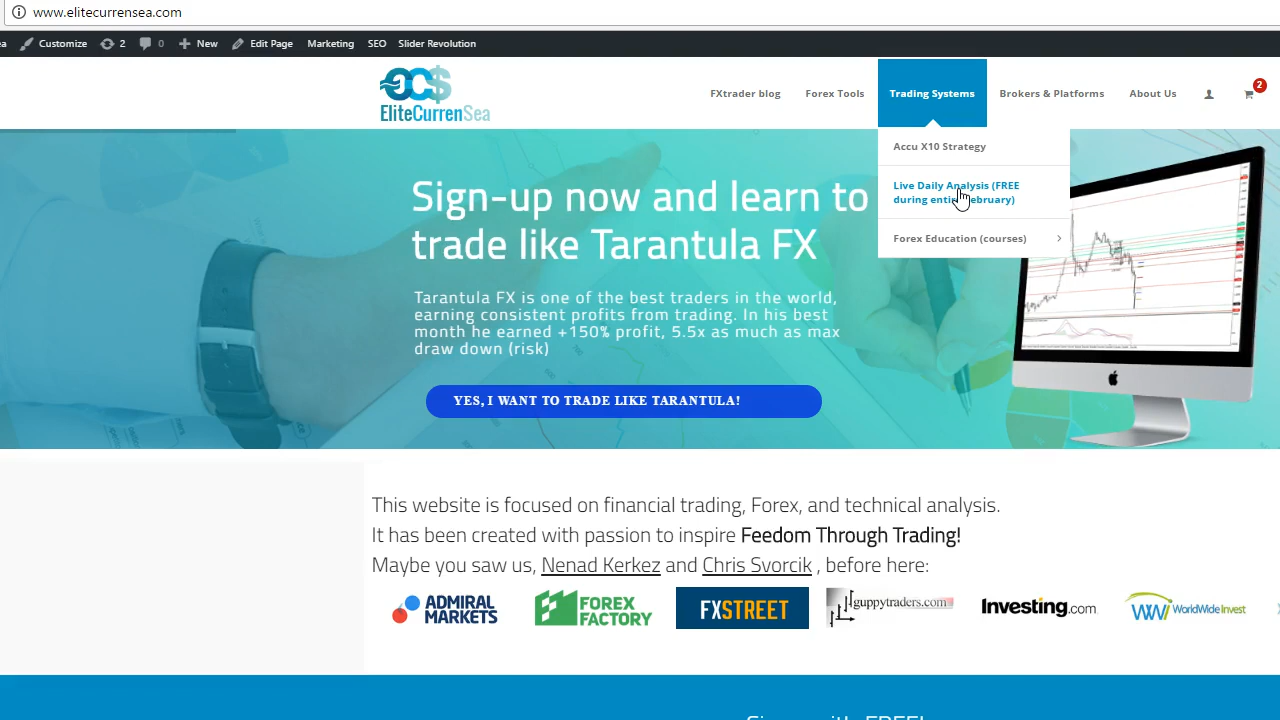 www.elitecurrensea.com
Customize 2 0 New Edit Page Marketing SEO Slider Revolution
eC$
EliteCurrenSea
FXtrader blog Forex Tools Trading Systems Brokers & Platforms About Us 2
Accu X10 Strategy
Live Daily Analysis (FREE
during entire February)
Forex Education (courses)
Sign-up now and learn to
trade like Tarantula FX
Tarantula FX is one of the best traders in the world,
earning consistent profits from trading. In his best
month he earned +150% profit, 5.5x as much as max
draw down (risk)
YES, I WANT TO TRADE LIKE TARANTULA!
This website is focused on financial trading, Forex, and technical analysis.
It has been created with passion to inspire Feedom Through Trading!
Maybe you saw us, Nenad Kerkez and Chris Svorcik , before here:
ADMIRAL
MARKETS
FOREX
FACTORY
FXSTREET
guppytraders.com
Investing.com
WWI WorldWide Invest